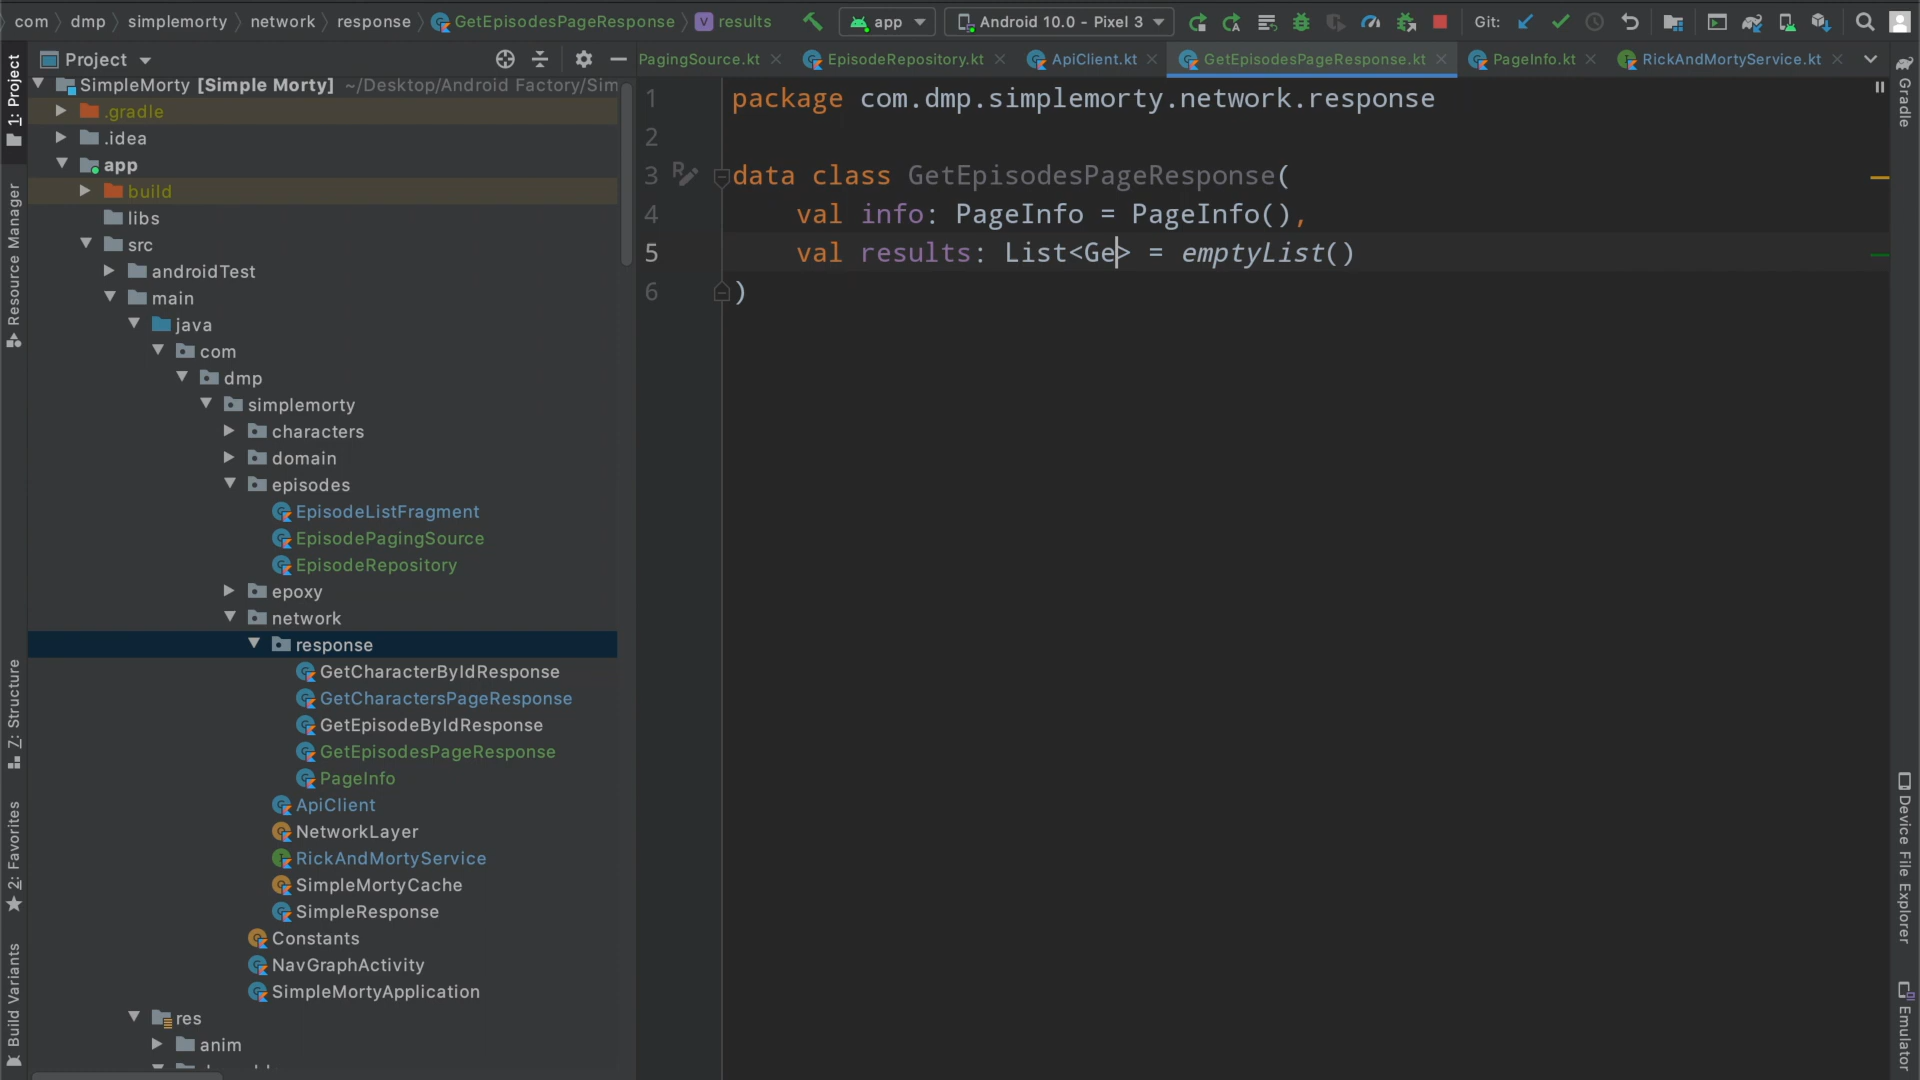 com
dmp
simplemorty
network
response
GetEpisodesPageResponse
results
app
Android 10.0 - Pixel 3
Git:
Project
PagingSource.kt
EpisodeRepository.kt
ApiClient.kt
GetEpisodesPageResponse.kt
PageInfo.kt
RickAndMortyService.kt
1: Project
Resource Manager
Z: Structure
2: Favorites
Build Variants
SimpleMorty [Simple Morty] ~/Desktop/Android Factory/Sim
.gradle
.idea
app
build
libs
src
androidTest
main
java
com
dmp
simplemorty
characters
domain
episodes
EpisodeListFragment
EpisodePagingSource
EpisodeRepository
epoxy
network
response
GetCharacterByIdResponse
GetCharactersPageResponse
GetEpisodeByIdResponse
GetEpisodesPageResponse
PageInfo
ApiClient
NetworkLayer
RickAndMortyService
SimpleMortyCache
SimpleResponse
Constants
NavGraphActivity
SimpleMortyApplication
res
anim
1 package com.dmp.simplemorty.network.response
2
3 data class GetEpisodesPageResponse(
4 val info: PageInfo = PageInfo(),
5 val results: List<Ge> = emptyList()
6 )
Gradle
Device File Explorer
Emulator